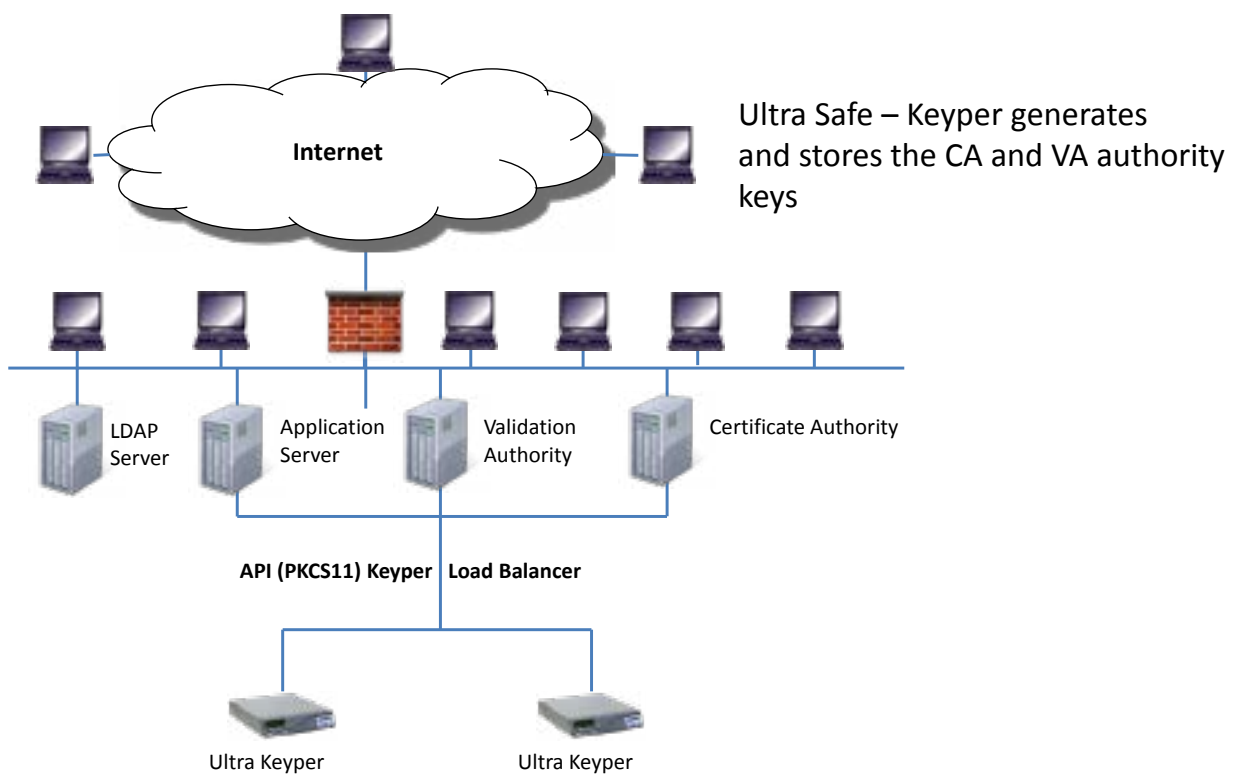 Internet
Ultra Safe – Keyper generates
and stores the CA and VA authority
keys
LDAP
Server
Application
Server
Validation
Authority
Certificate Authority
API (PKCS11) Keyper Load Balancer
Ultra Keyper
Ultra Keyper